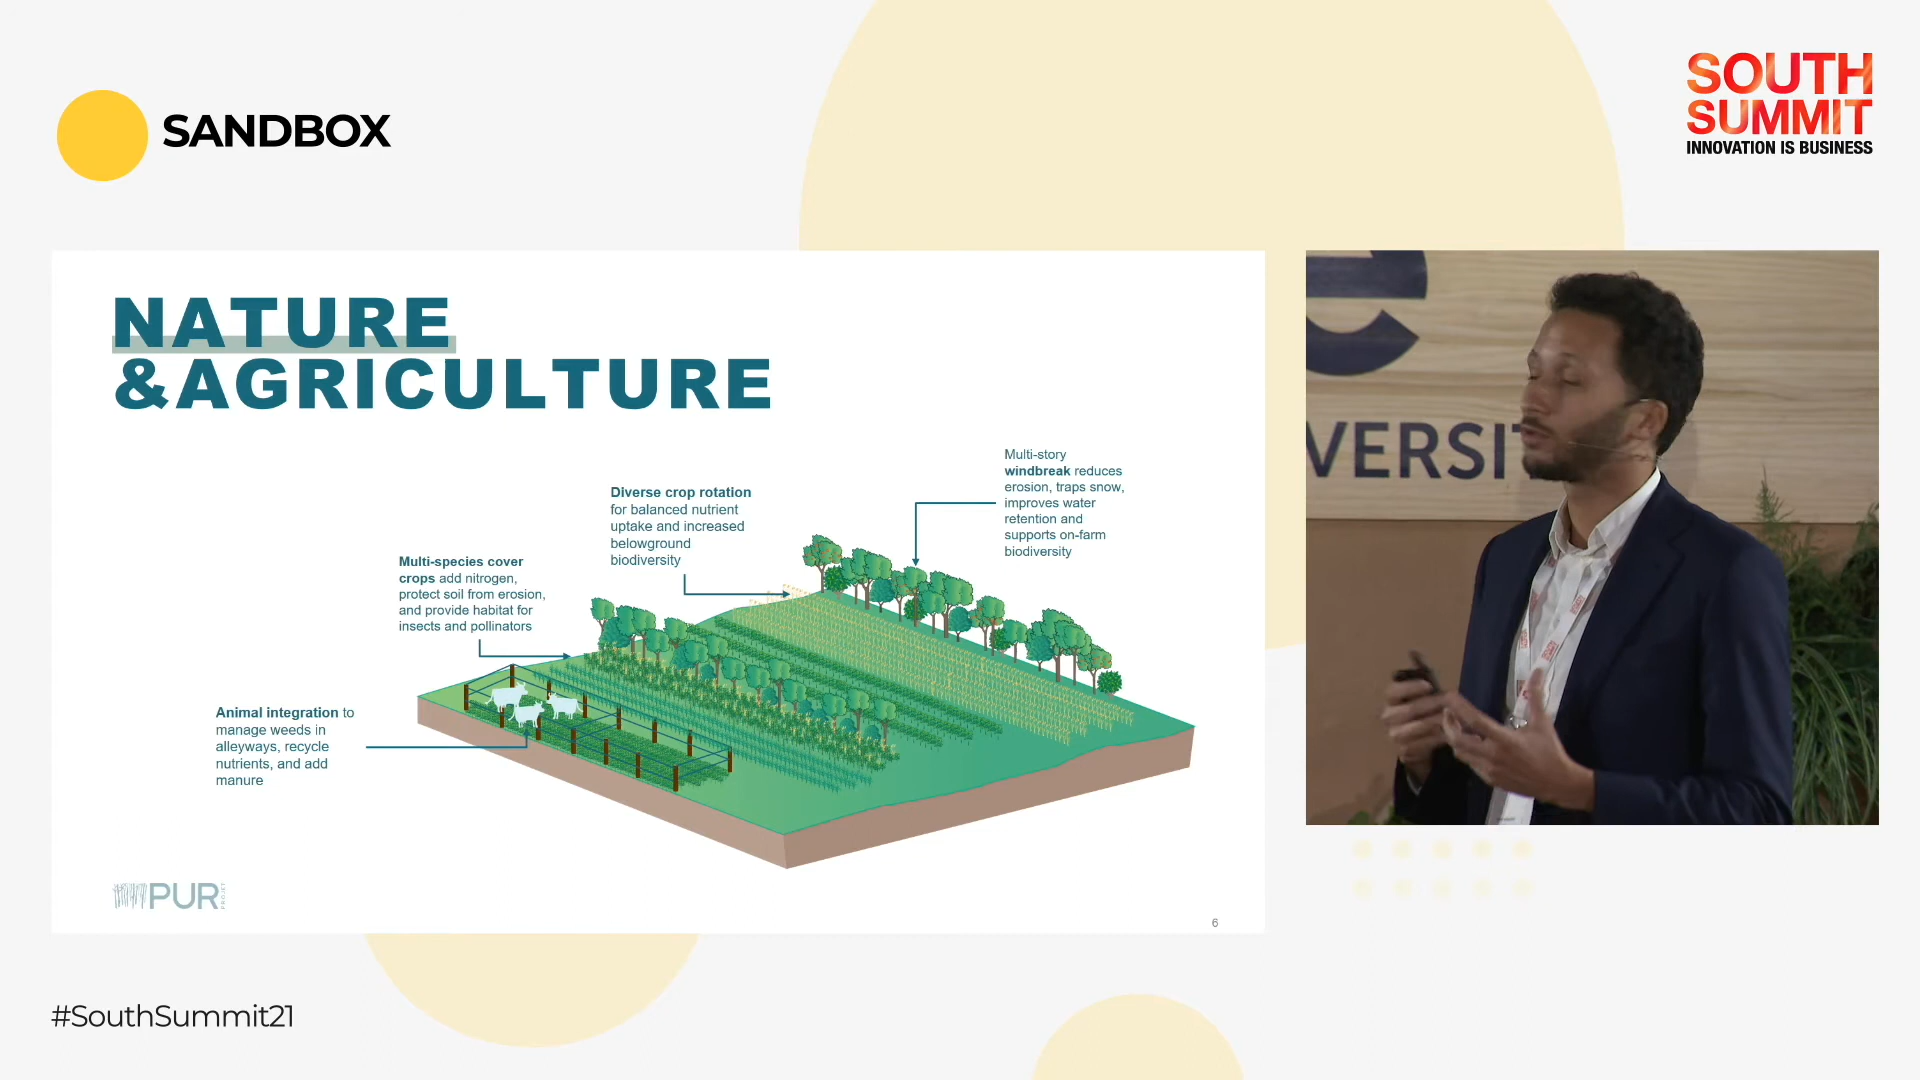 SANDBOX
SOUTH
SUMMIT
INNOVATION IS BUSINESS
NATURE
&AGRICULTURE
Multi-story
windbreak reduces
erosion, traps snow,
improves water
retention and
supports on-farm
biodiversity
Diverse crop rotation
for balanced nutrient
uptake and increased
belowground
biodiversity
Multi-species cover
crops add nitrogen,
protect soil from erosion,
and provide habitat for
insects and pollinators
Animal integration to
manage weeds in
alleyways, recycle
nutrients, and add
manure
PUR
PROJET
6
e
VERSIT
#SouthSummit21